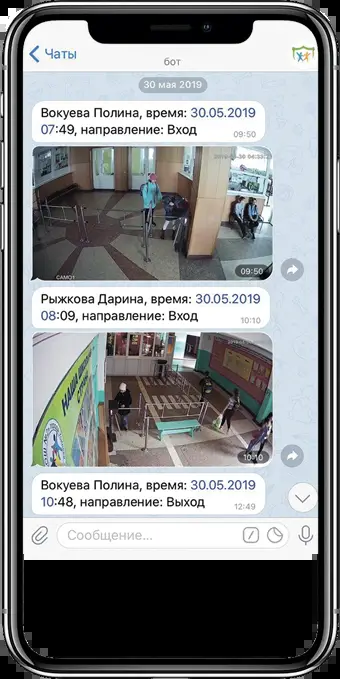 Чаты
бот
30 мая 2019
Вокуева Полина, время: 30.05.2019
07:49, направление: Вход
09:50
CAM01
09:50
Рыжкова Дарина, время: 30.05.2019
08:09, направление: Вход
10:10
НАША
10:10
Вокуева Полина, время: 30.05.2019
10:48, направление: Выход
12:49
Сообщение...